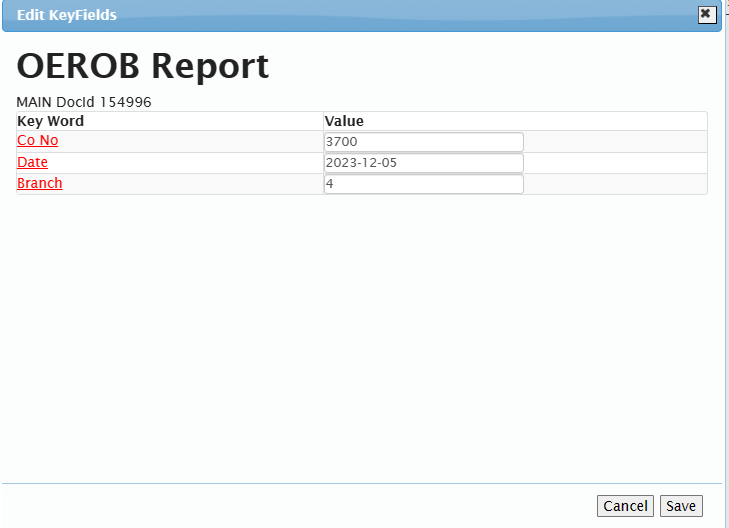 Edit KeyFields
OEROB Report
MAIN DocId 154996
Key Word Value
Co No 3700
Date 2023-12-05
Branch 4
Cancel Save